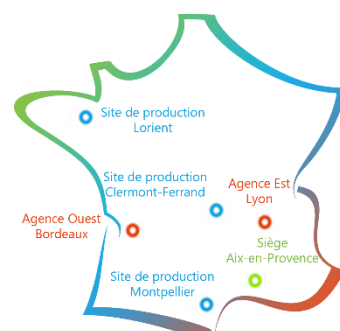 Site de production
Lorient
Site de production
Clermont-Ferrand
Agence Est
Lyon
Agence Ouest
Bordeaux
Siège
Aix-en-Provence
Site de production
Montpellier